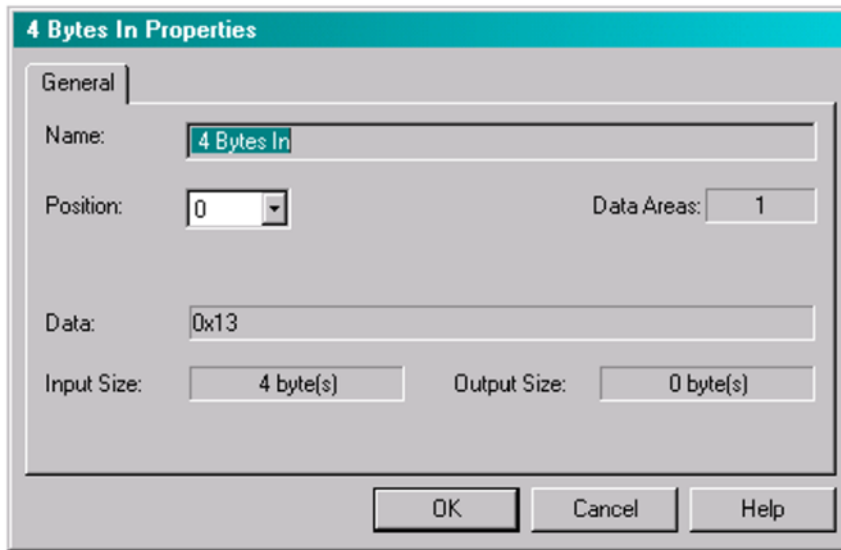 4 Bytes In Properties
General
Name: 4 Bytes In
Position: 0 Data Areas: 1
Data: 0x13
Input Size: 4 byte(s) Output Size: 0 byte(s)
OK Cancel Help